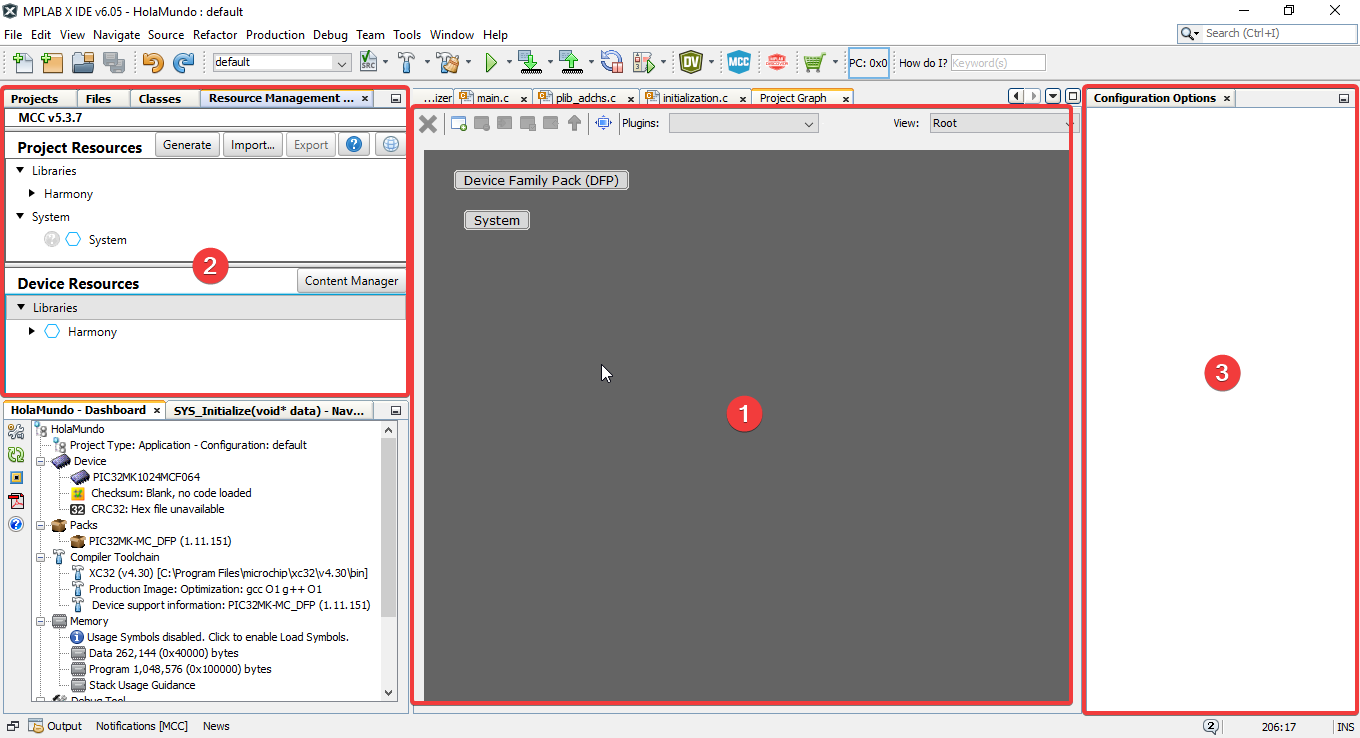 MPLAB X IDE v6.05 - HolaMundo : default
File Edit View Navigate Source Refactor Production Debug Team Tools Window Help
Search (Ctrl+I)
default
SRC
DV
MCC
PC: 0x0
How do I?
Keyword(s)
Projects
Files
Classes
Resource Management ...
MCC v5.3.7
Project Resources
Generate
Import...
Export
Libraries
Harmony
System
System
2
Device Resources
Content Manager
Libraries
Harmony
...izer
main.c
plib_adchs.c
initialization.c
Project Graph
Plugins:
View:
Root
Device Family Pack (DFP)
System
1
Configuration Options
3
HolaMundo - Dashboard
SYS_Initialize(void* data) - Nav...
HolaMundo
Project Type: Application - Configuration: default
Device
PIC32MK1024MCF064
Checksum: Blank, no code loaded
32 CRC32: Hex file unavailable
Packs
PIC32MK-MC_DFP (1.11.151)
Compiler Toolchain
XC32 (v4.30) [C:\Program Files\microchip\xc32\v4.30\bin]
Production Image: Optimization: gcc O1 g++ O1
Device support information: PIC32MK-MC_DFP (1.11.151)
Memory
Usage Symbols disabled. Click to enable Load Symbols.
Data 262,144 (0x40000) bytes
Program 1,048,576 (0x100000) bytes
Stack Usage Guidance
Debug Tool
Output
Notifications [MCC]
News
2
206:17
INS